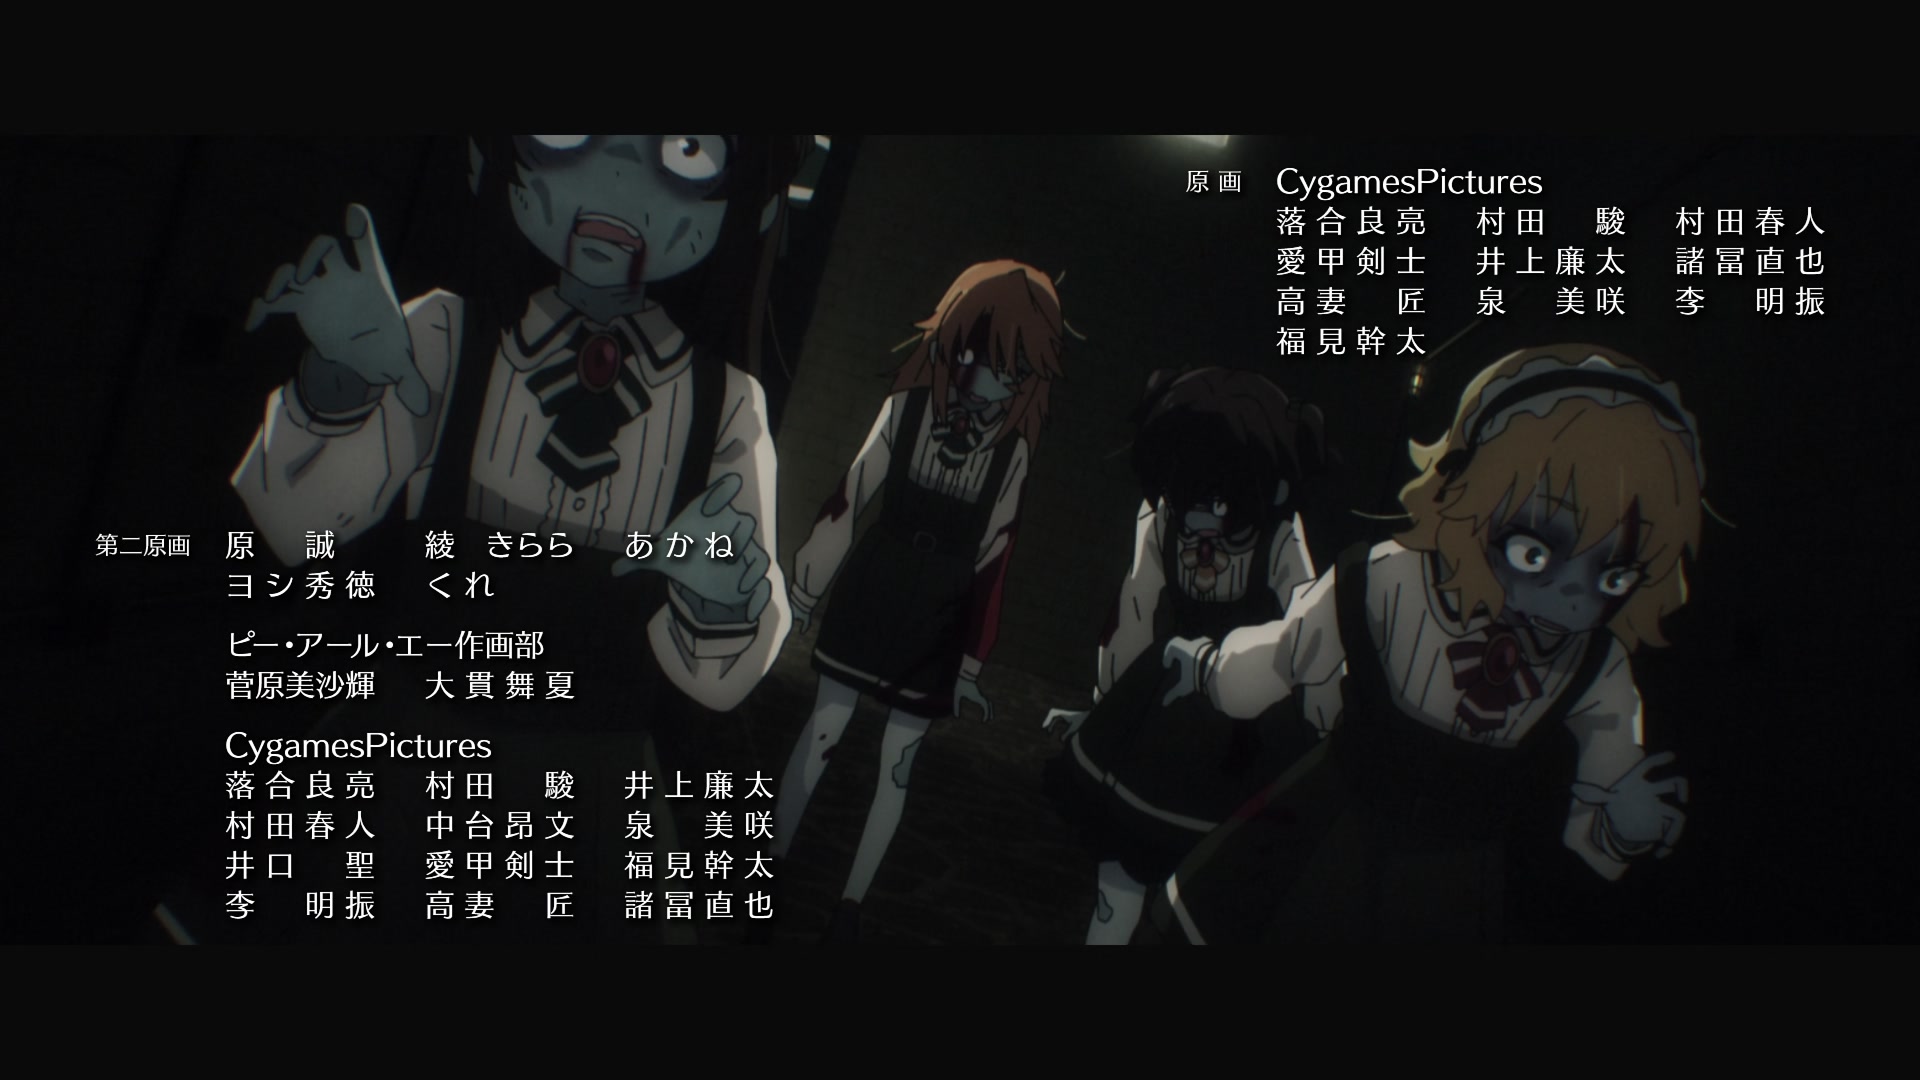 原画 CygamesPictures
落合良亮 村田 駿 村田春人
愛甲剣士 井上廉太 諸冨直也
高妻 匠 泉 美咲 李 明振
福見幹太
第二原画 原 誠 綾 きらら あかね
ヨシ秀徳 くれ
ピー・アール・エー作画部
菅原美沙輝 大貫舞夏
CygamesPictures
落合良亮 村田 駿 井上廉太
村田春人 中台昂文 泉 美咲
井口 聖 愛甲剣士 福見幹太
李 明振 高妻 匠 諸冨直也